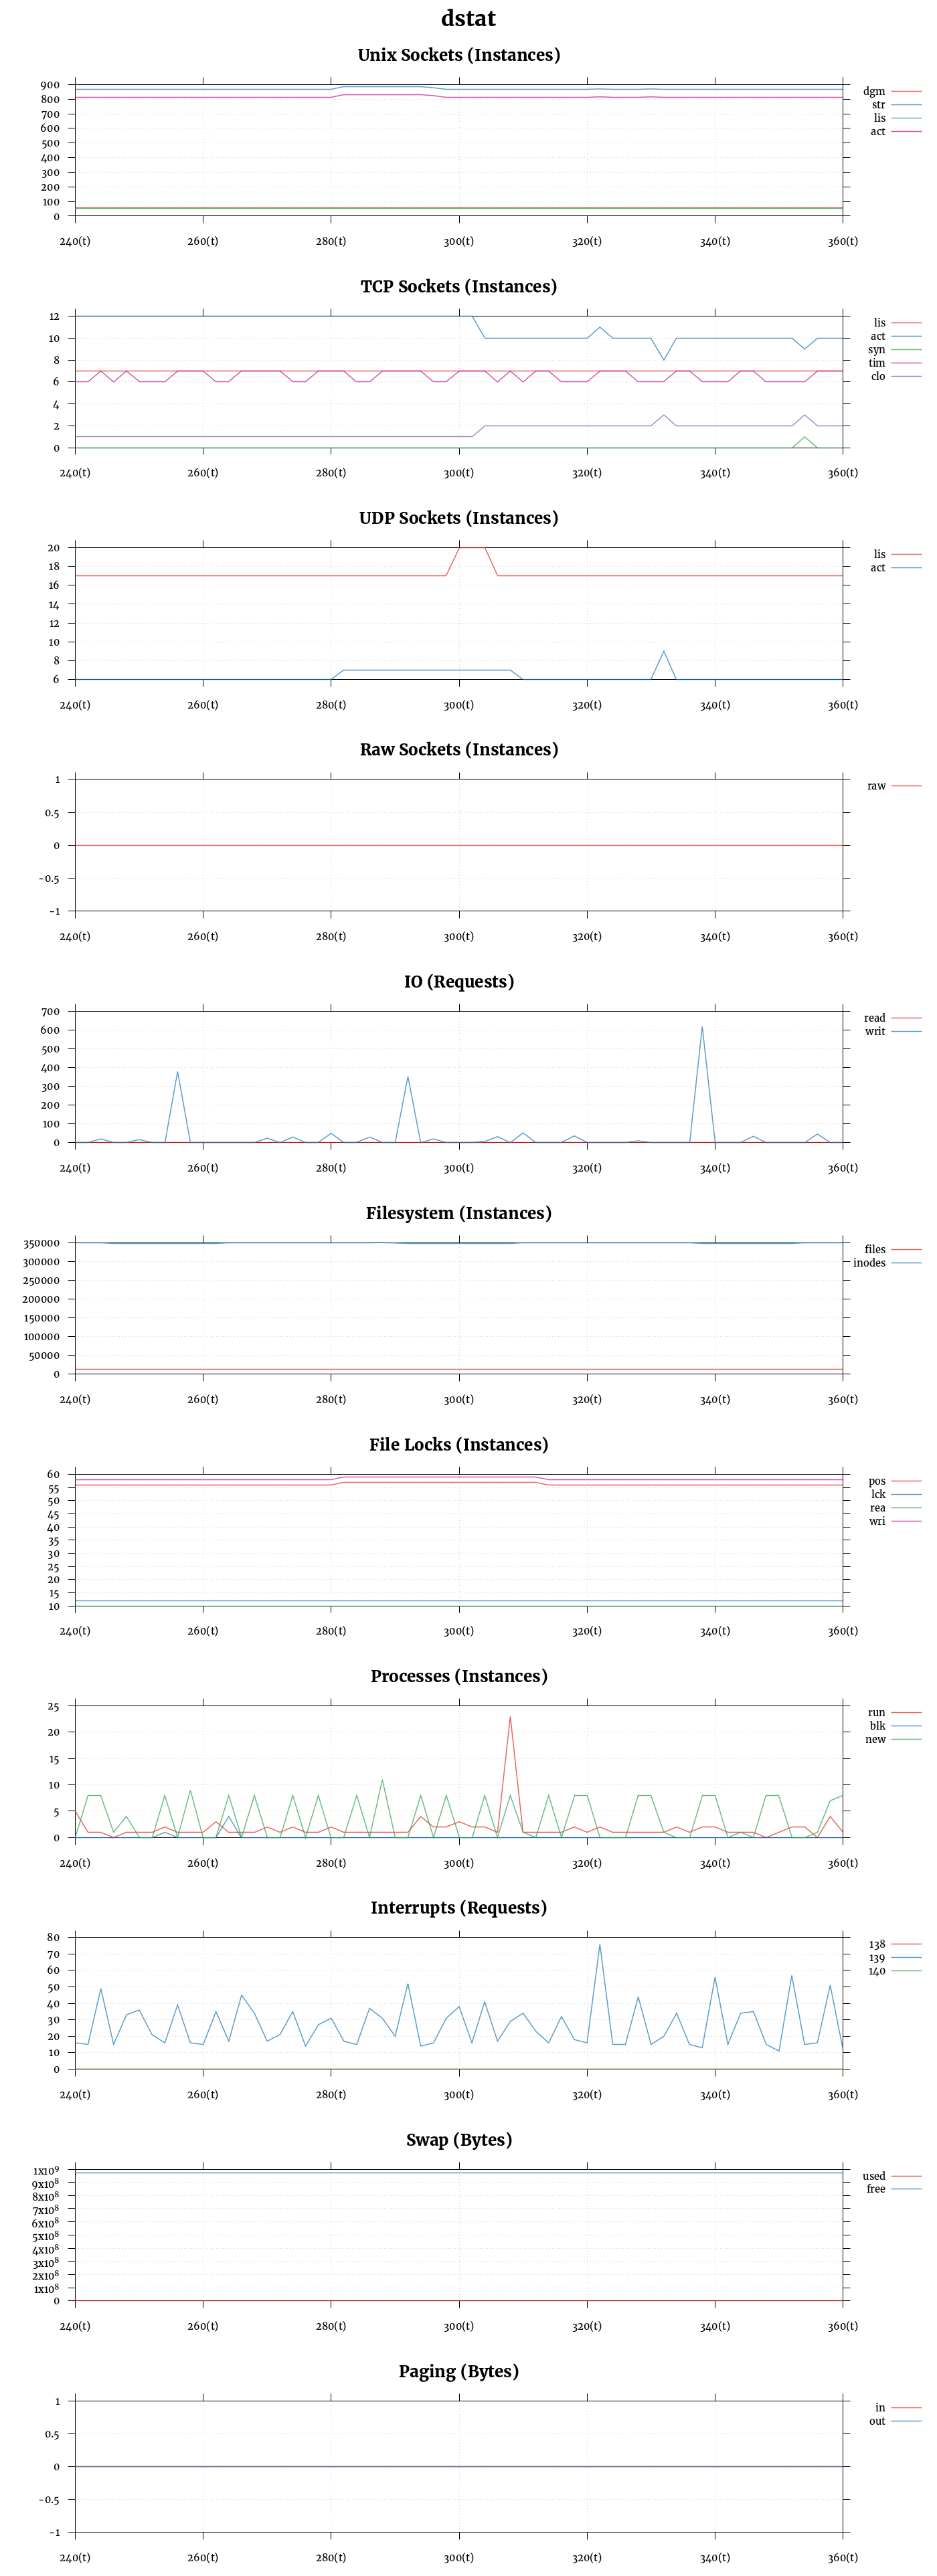 dstat
Unix Sockets (Instances)
900
800
700
600
500
400
300
200
100
0
240(t) 260(t) 280(t) 300(t) 320(t) 340(t) 360(t)
dgm
str
lis
act
TCP Sockets (Instances)
12
10
8
6
4
2
0
240(t) 260(t) 280(t) 300(t) 320(t) 340(t) 360(t)
lis
act
syn
tim
clo
UDP Sockets (Instances)
20
18
16
14
12
10
8
6
240(t) 260(t) 280(t) 300(t) 320(t) 340(t) 360(t)
lis
act
Raw Sockets (Instances)
1
0.5
0
-0.5
-1
240(t) 260(t) 280(t) 300(t) 320(t) 340(t) 360(t)
raw
IO (Requests)
700
600
500
400
300
200
100
0
240(t) 260(t) 280(t) 300(t) 320(t) 340(t) 360(t)
read
writ
Filesystem (Instances)
350000
300000
250000
200000
150000
100000
50000
0
240(t) 260(t) 280(t) 300(t) 320(t) 340(t) 360(t)
files
inodes
File Locks (Instances)
60
55
50
45
40
35
30
25
20
15
10
240(t) 260(t) 280(t) 300(t) 320(t) 340(t) 360(t)
pos
lck
rea
wri
Processes (Instances)
25
20
15
10
5
0
240(t) 260(t) 280(t) 300(t) 320(t) 340(t) 360(t)
run
blk
new
Interrupts (Requests)
80
70
60
50
40
30
20
10
0
240(t) 260(t) 280(t) 300(t) 320(t) 340(t) 360(t)
138
139
140
Swap (Bytes)
1x10⁹
9x10⁸
8x10⁸
7x10⁸
6x10⁸
5x10⁸
4x10⁸
3x10⁸
2x10⁸
1x10⁸
0
240(t) 260(t) 280(t) 300(t) 320(t) 340(t) 360(t)
used
free
Paging (Bytes)
1
0.5
0
-0.5
-1
240(t) 260(t) 280(t) 300(t) 320(t) 340(t) 360(t)
in
out